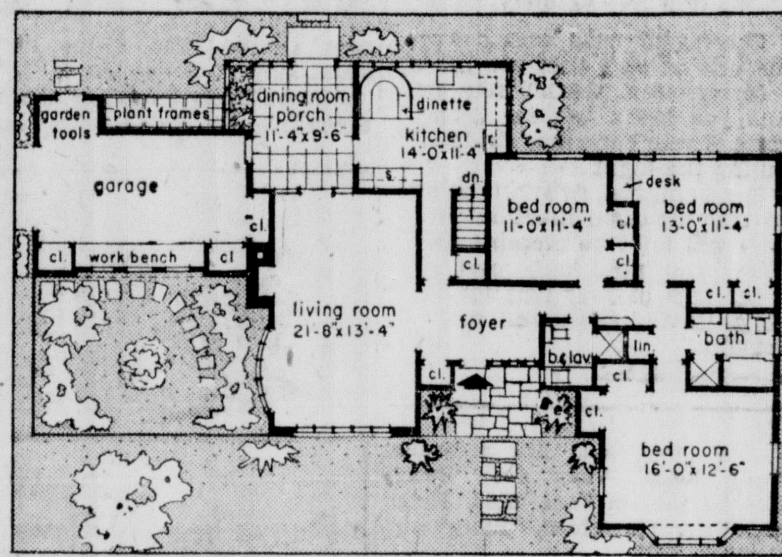 garden
tools
plant frames
dining room
porch
11'-4"x9'-6"
dinette
kitchen
14'-0"x11'-4"
r.
s.
dn.
garage
cl.
cl.
work bench
cl.
cl.
living room
21'-8"x13'-4"
foyer
cl.
bed room
11'-0"x11'-4"
cl.
cl.
desk
bed room
13'-0"x11'-4"
cl.
cl.
b.
lav.
lin.
bath
cl.
cl.
bed room
16'-0"x12'-6"